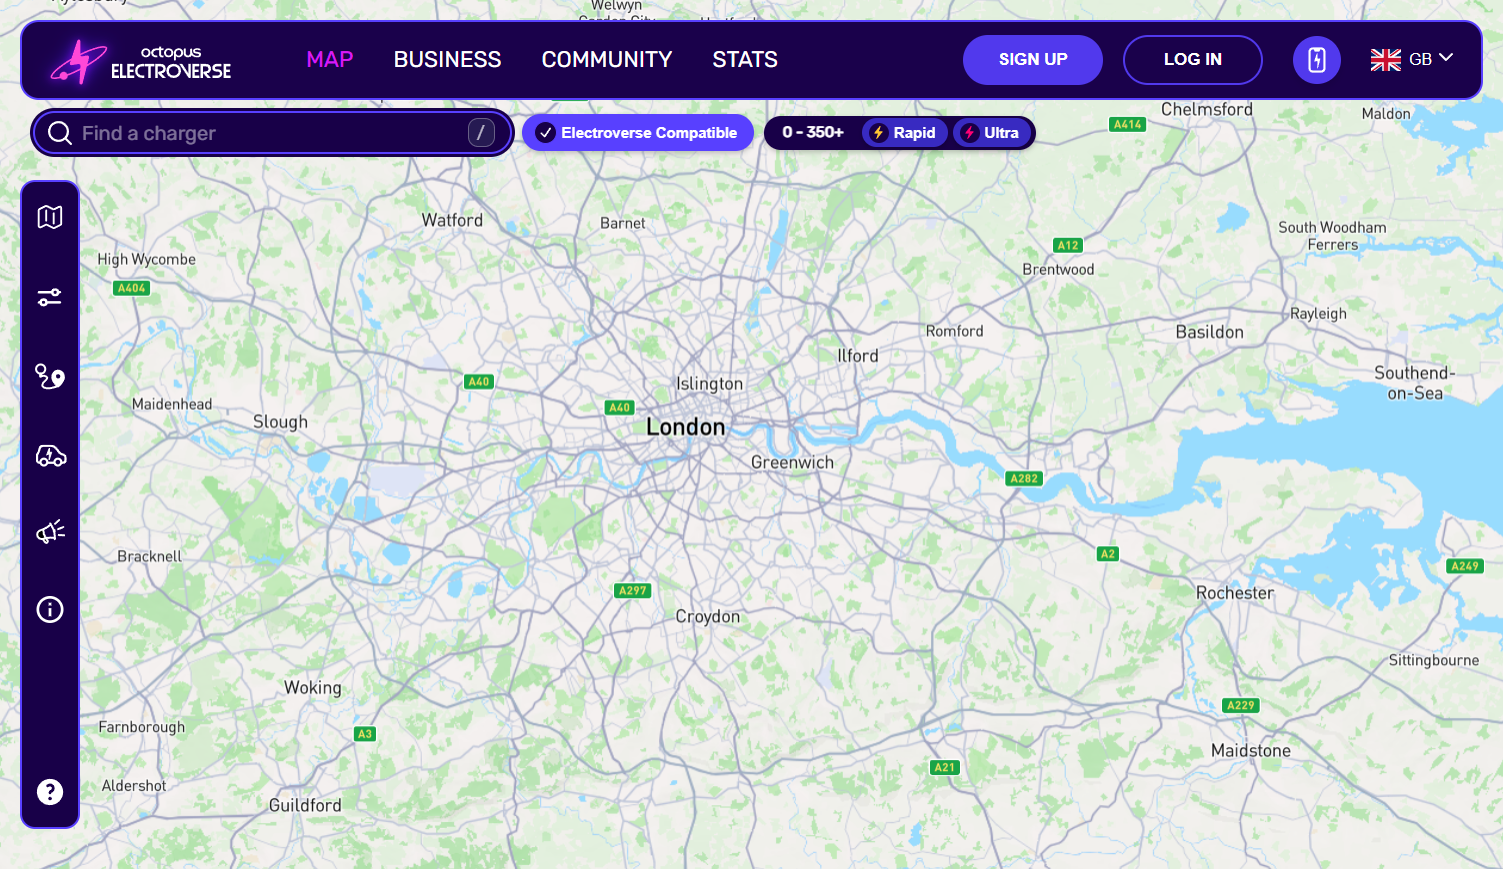 Welwyn
octopus
ELECTROVERSE
MAP
BUSINESS
COMMUNITY
STATS
SIGN UP
LOG IN
GB
Find a charger
/
Electroverse Compatible
0 - 350+
Rapid
Ultra
Chelmsford
Maldon
A414
Watford
Barnet
South Woodham
Ferrers
A12
High Wycombe
Brentwood
A404
Rayleigh
Romford
Basildon
Ilford
Islington
A40
Southend-
on-Sea
Maidenhead
A40
Slough
London
Greenwich
A282
Bracknell
A2
A249
A297
Rochester
Croydon
Sittingbourne
Woking
A229
Farnborough
A3
Maidstone
A21
Aldershot
Guildford
?